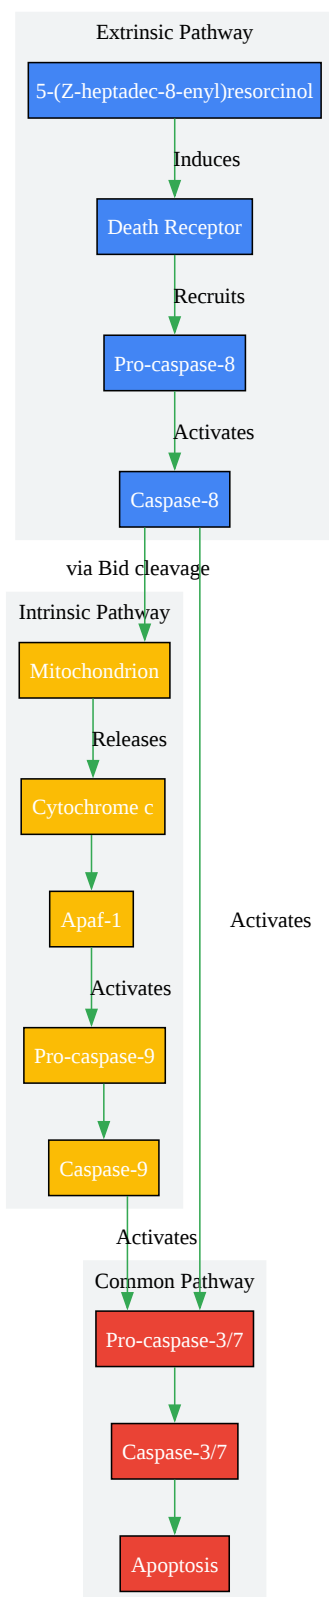 Extrinsic Pathway
5-(Z-heptadec-8-enyl)resorcinol
Induces
Death Receptor
Recruits
Pro-caspase-8
Activates
Caspase-8
via Bid cleavage
Intrinsic Pathway
Mitochondrion
Releases
Cytochrome c
Apaf-1
Activates
Activates
Pro-caspase-9
Caspase-9
Activates
Common Pathway
Pro-caspase-3/7
Caspase-3/7
Apoptosis